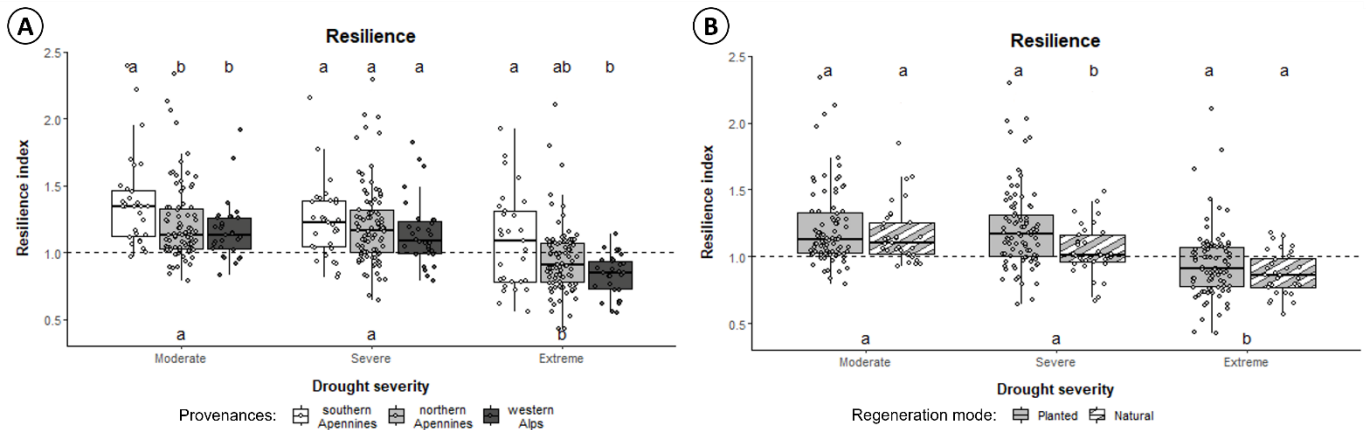 A
Resilience
2.5
2.0
1.5
1.0
0.5
Resilience index
a b b a a a a ab b
a a b
Moderate Severe Extreme
Drought severity
Provenances: southern Apennines northern Apennines western Alps
B
Resilience
2.5
2.0
1.5
1.0
0.5
Resilience index
a a a b a a
a a b
Moderate Severe Extreme
Drought severity
Regeneration mode: Planted Natural